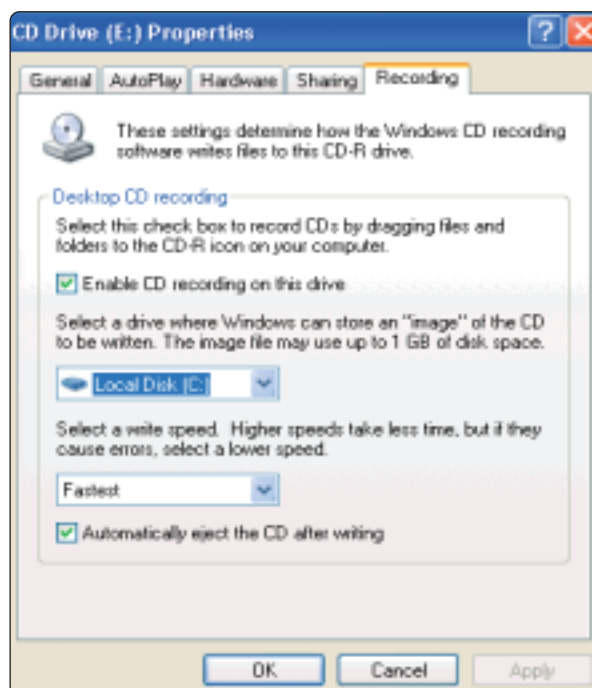 CD Drive (E:) Properties
General AutoPlay Hardware Sharing Recording
These settings determine how the Windows CD recording
software writes files to this CD-R drive.
Desktop CD recording
Select this check box to record CDs by dragging files and
folders to the CD-R icon on your computer.
Enable CD recording on this drive
Select a drive where Windows can store an "image" of the CD
to be written. The image file may use up to 1 GB of disk space.
Local Disk (C:)
Select a write speed. Higher speeds take less time, but if they
cause errors, select a lower speed.
Fastest
Automatically eject the CD after writing
OK Cancel Apply